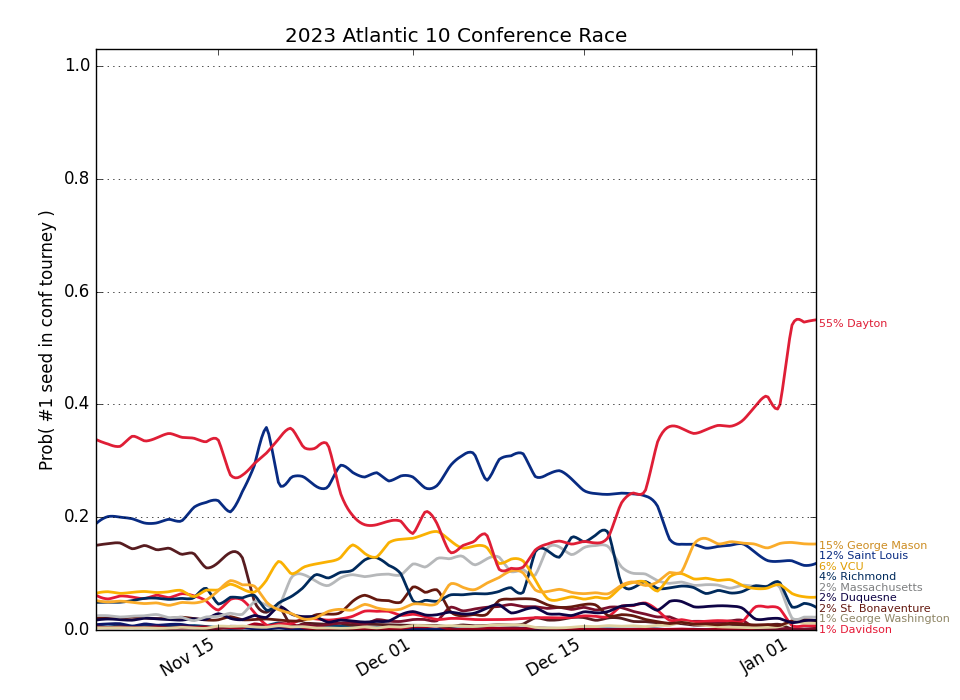 2023 Atlantic 10 Conference Race
Prob( #1 seed in conf tourney )
1.0
0.8
0.6
0.4
0.2
0.0
Nov 15
Dec 01
Dec 15
Jan 01
55% Dayton
15% George Mason
12% Saint Louis
6% VCU
4% Richmond
2% Massachusetts
2% Duquesne
2% St. Bonaventure
1% George Washington
1% Davidson